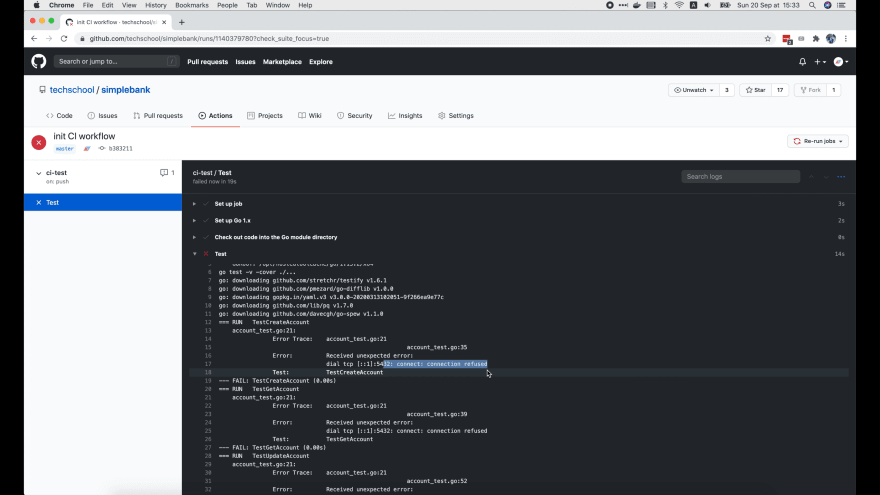 Chrome File Edit View History Bookmarks People Tab Window Help
Sun 20 Sep at 15:33
init CI workflow · techschool/sim
github.com/techschool/simplebank/runs/1140379780?check_suite_focus=true
Search or jump to... / Pull requests Issues Marketplace Explore
techschool / simplebank
Unwatch 3 Star 17 Fork 1
Code Issues Pull requests Actions Projects Wiki Security Insights Settings
init CI workflow
master b303211
Re-run jobs
ci-test 1
on: push
Test
ci-test / Test
failed now in 19s
Search logs
Set up job 3s
Set up Go 1.x 2s
Check out code into the Go module directory 0s
Test 14s
6 go test -v -cover ./...
7 go: downloading github.com/stretchr/testify v1.6.1
8 go: downloading github.com/pmezard/go-difflib v1.0.0
9 go: downloading gopkg.in/yaml.v3 v3.0.0-20200313102051-9f266ea9e77c
10 go: downloading github.com/lib/pq v1.7.0
11 go: downloading github.com/davecgh/go-spew v1.1.0
12 === RUN TestCreateAccount
13 account_test.go:21:
14 Error Trace: account_test.go:21
15 account_test.go:35
16 Error: Received unexpected error:
17 dial tcp [::1]:5432: connect: connection refused
18 Test: TestCreateAccount
19 --- FAIL: TestCreateAccount (0.00s)
20 === RUN TestGetAccount
21 account_test.go:21:
22 Error Trace: account_test.go:21
23 account_test.go:39
24 Error: Received unexpected error:
25 dial tcp [::1]:5432: connect: connection refused
26 Test: TestGetAccount
27 --- FAIL: TestGetAccount (0.00s)
28 === RUN TestUpdateAccount
29 account_test.go:21:
30 Error Trace: account_test.go:21
31 account_test.go:52
32 Error: Received unexpected error: